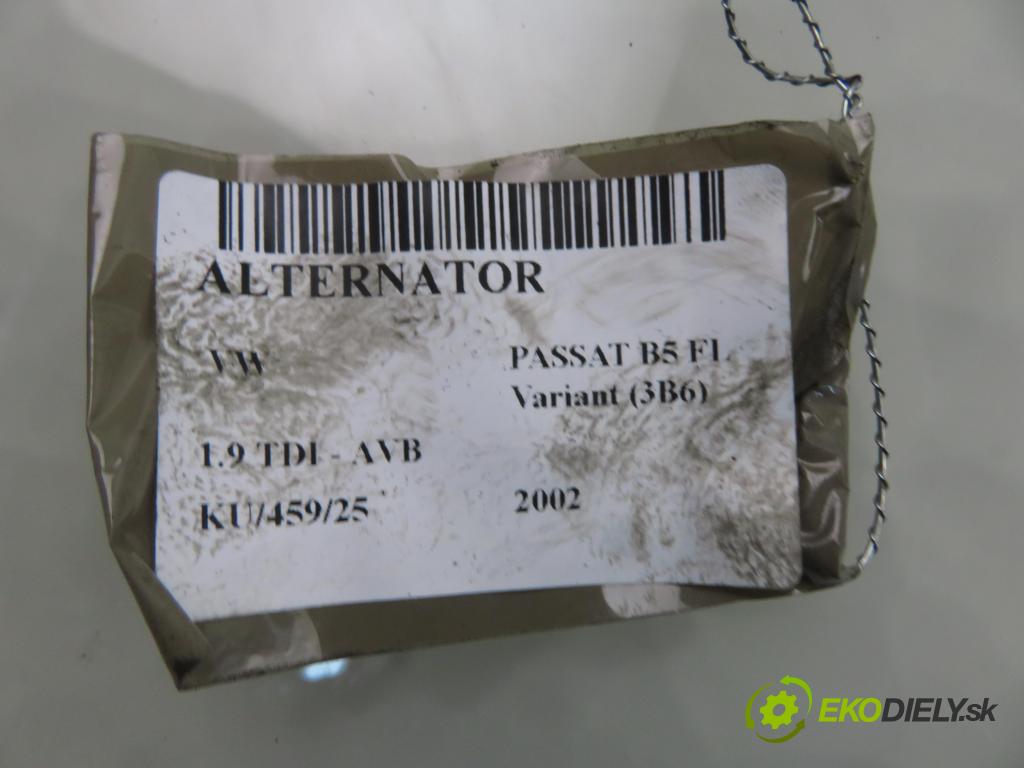 ALTERNATOR
VW
PASSAT B5 FL
Variant (3B6)
1.9 TDI - AVB
KU/459/25
2002
EKODIELY.sk